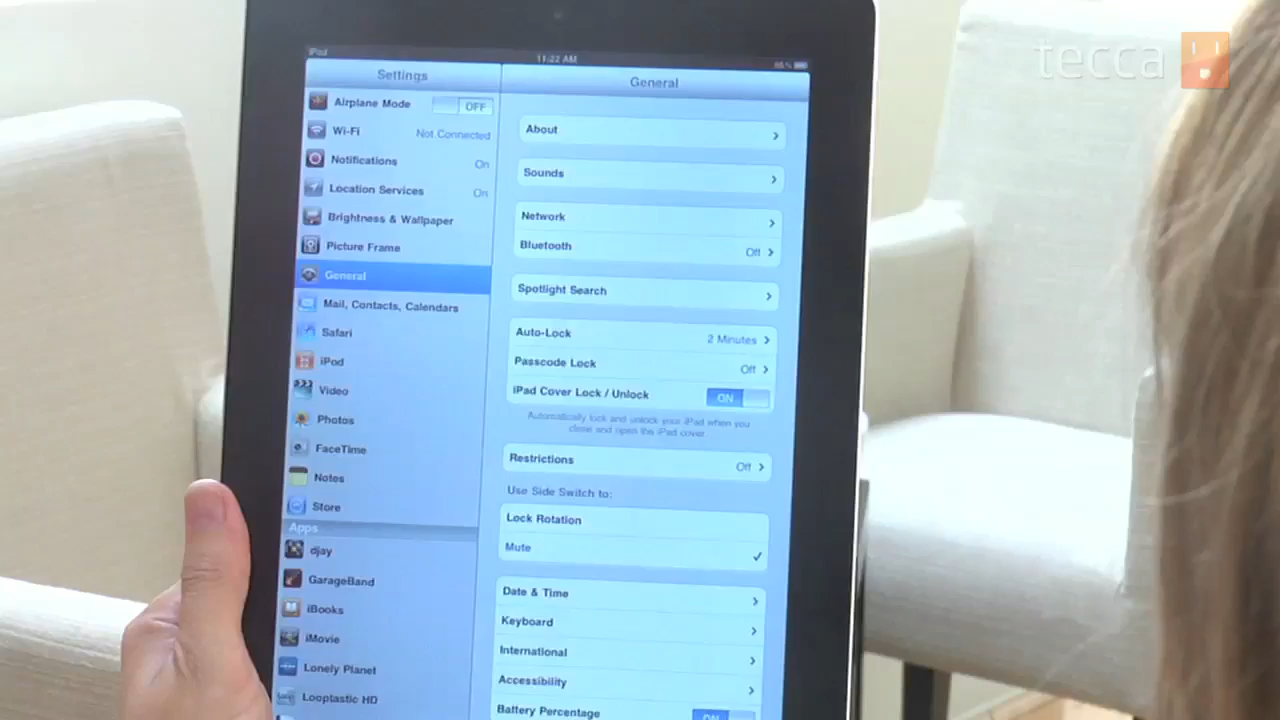 tecca
iPod
11:22 AM
Settings
Airplane Mode OFF
Wi-Fi Not Connected
Notifications On
Location Services On
Brightness & Wallpaper
Picture Frame
General
Mail, Contacts, Calendars
Safari
iPod
Video
Photos
FaceTime
Notes
Store
Apps
djay
GarageBand
iBooks
iMovie
Lonely Planet
Looptastic HD
General
About
Sounds
Network
Bluetooth Off
Spotlight Search
Auto-Lock 2 Minutes
Passcode Lock Off
iPad Cover Lock / Unlock ON
Automatically lock and unlock your iPad when you
close and open the iPad cover.
Restrictions Off
Use Side Switch to:
Lock Rotation
Mute
Date & Time
Keyboard
International
Accessibility
Battery Percentage ON